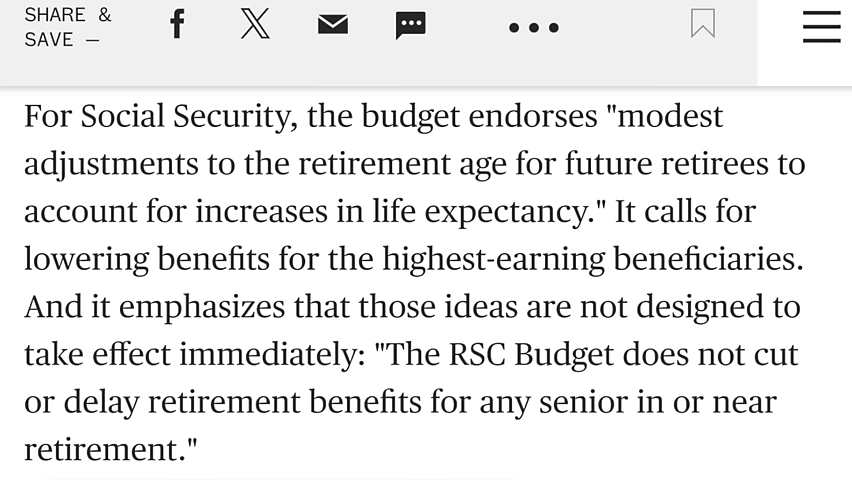 SHARE &
SAVE —
For Social Security, the budget endorses "modest
adjustments to the retirement age for future retirees to
account for increases in life expectancy." It calls for
lowering benefits for the highest-earning beneficiaries.
And it emphasizes that those ideas are not designed to
take effect immediately: "The RSC Budget does not cut
or delay retirement benefits for any senior in or near
retirement."